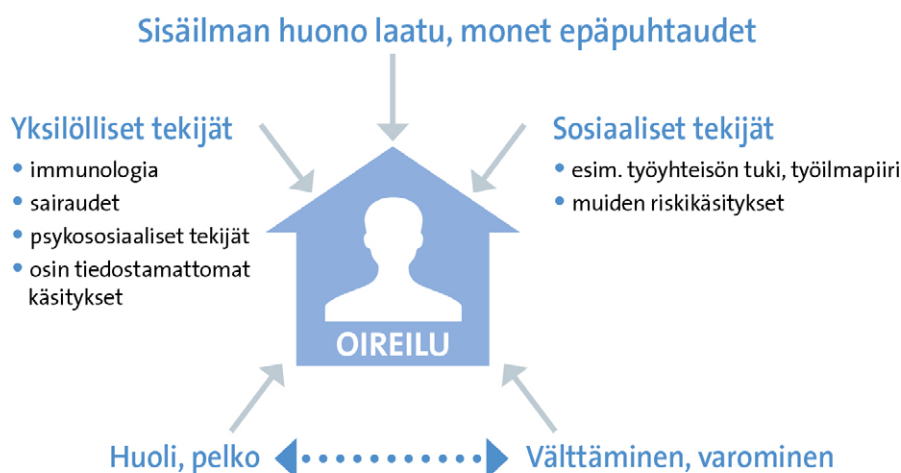 Sisäilman huono laatu, monet epäpuhtaudet
Yksilölliset tekijät
• immunologia
• sairaudet
• psykososiaaliset tekijät
• osin tiedostamattomat
käsitykset
Sosiaaliset tekijät
• esim. työyhteisön tuki, työilmapiiri
• muiden riskikäsitykset
OIREILU
Huoli, pelko
Välttäminen, varominen